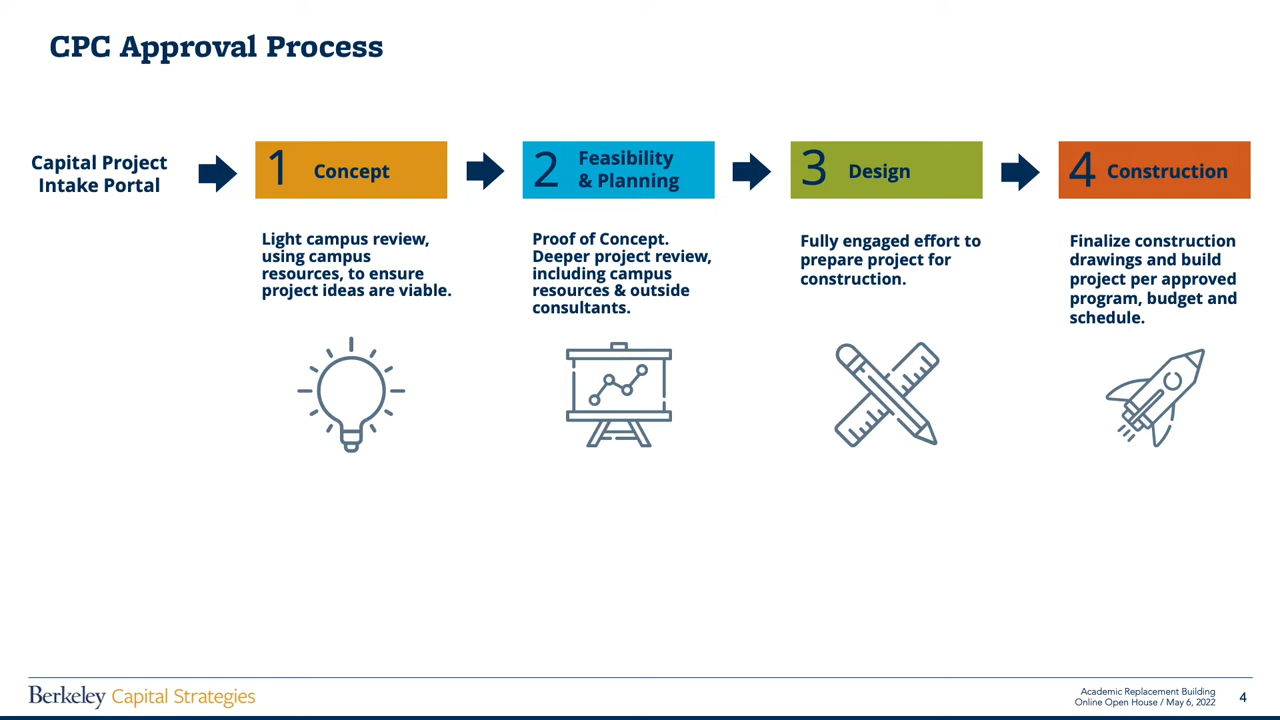 CPC Approval Process
Capital Project
Intake Portal
1 Concept
2 Feasibility
& Planning
3 Design
4 Construction
Light campus review,
using campus
resources, to ensure
project ideas are viable.
Proof of Concept.
Deeper project review,
including campus
resources & outside
consultants.
Fully engaged effort to
prepare project for
construction.
Finalize construction
drawings and build
project per approved
program, budget and
schedule.
Berkeley Capital Strategies
Academic Replacement Building
Online Open House / May 6, 2022
4